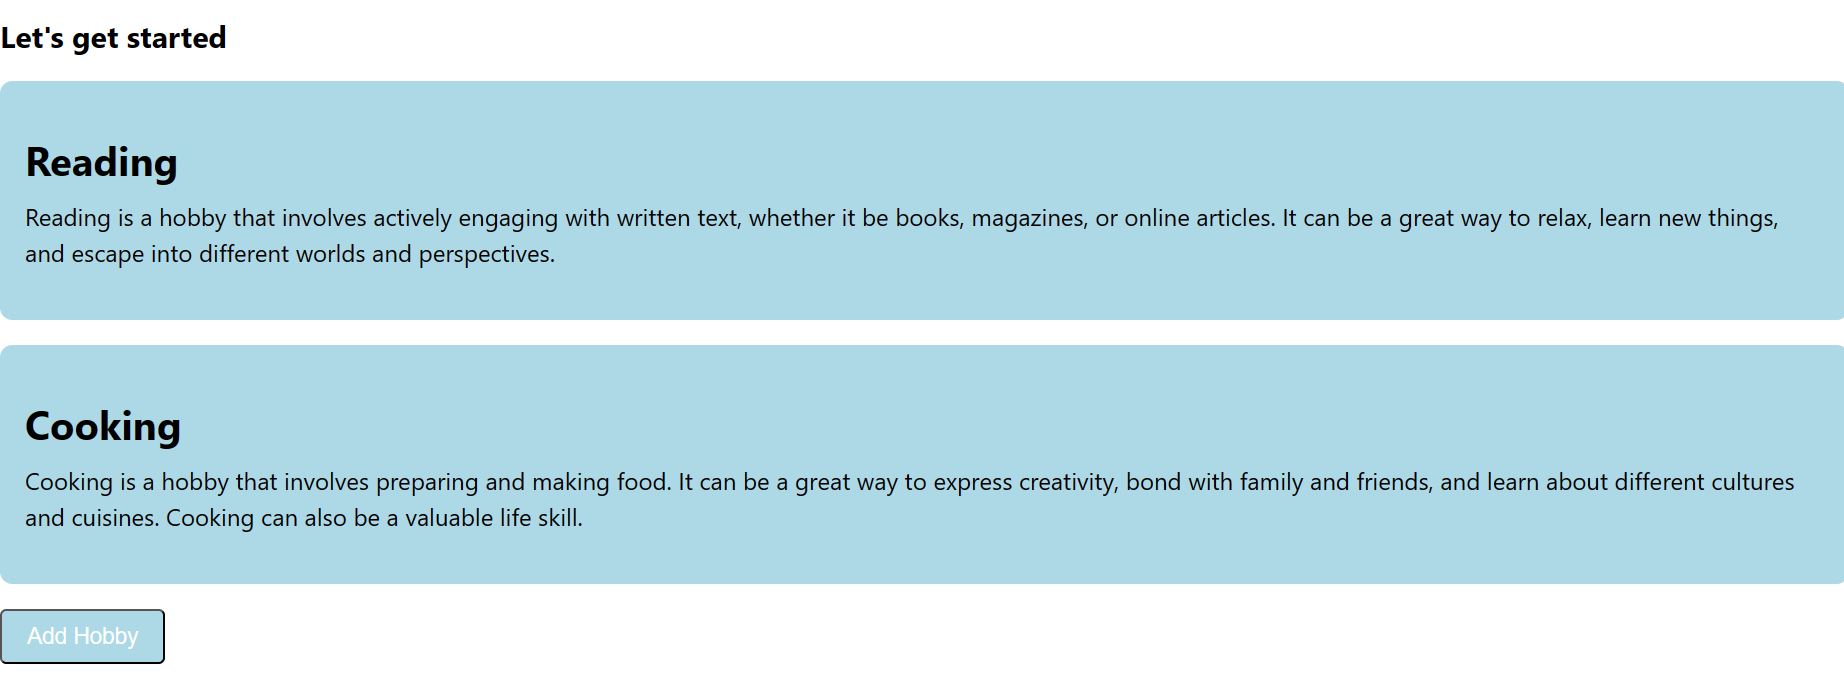 Let's get started
Reading
Reading is a hobby that involves actively engaging with written text, whether it be books, magazines, or online articles. It can be a great way to relax, learn new things,
and escape into different worlds and perspectives.
Cooking
Cooking is a hobby that involves preparing and making food. It can be a great way to express creativity, bond with family and friends, and learn about different cultures
and cuisines. Cooking can also be a valuable life skill.
Add Hobby